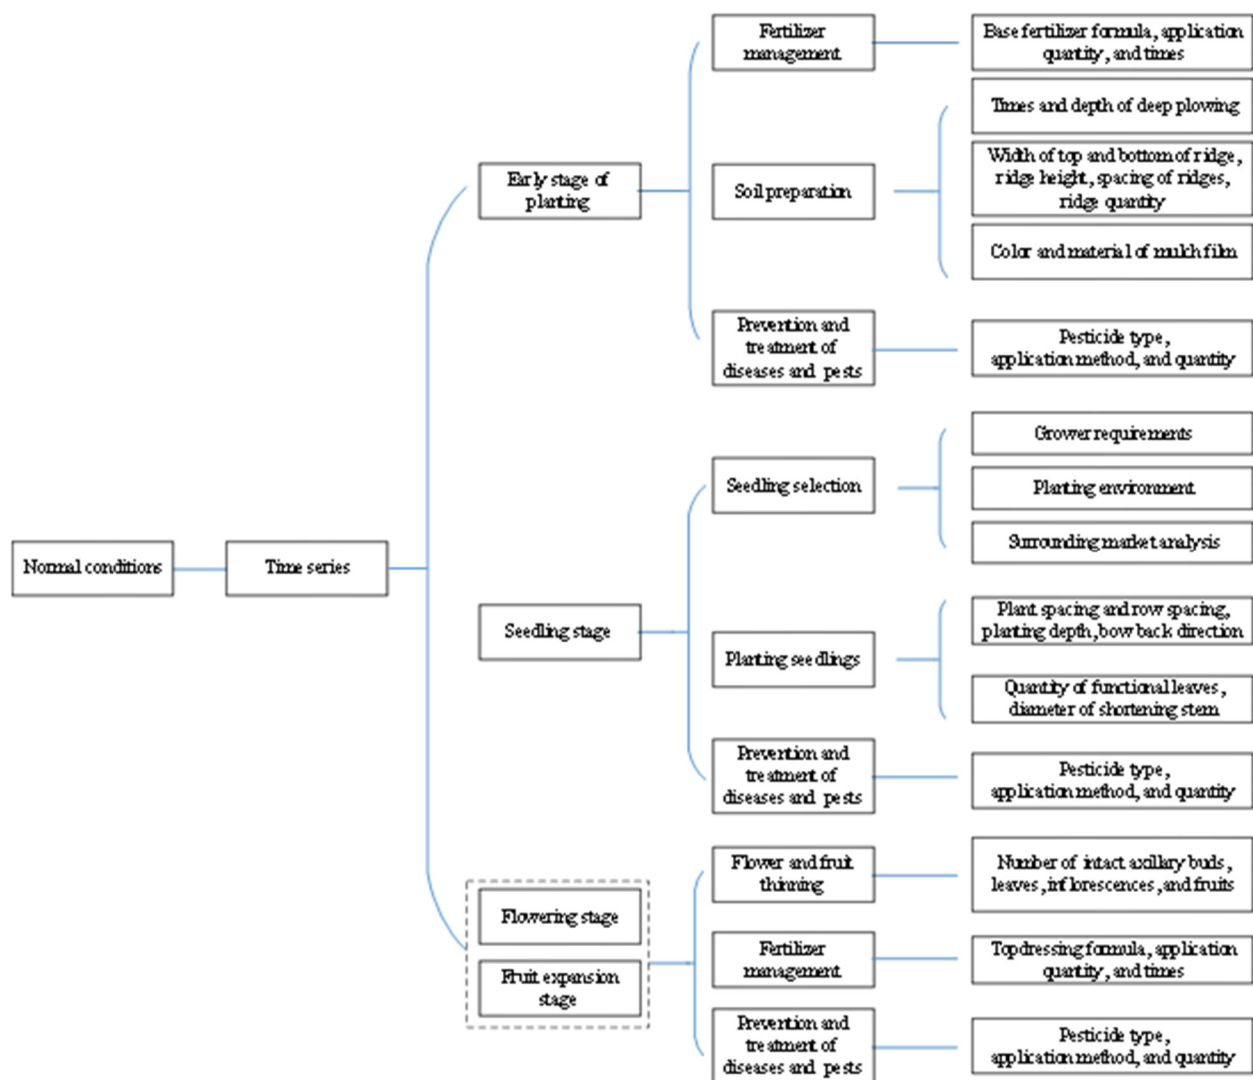 Normal conditions
Time series
Early stage of
planting
Fertilizer
management
Base fertilizer formula, application
quantity, and times
Soil preparation
Times and depth of deep plowing
Width of top and bottom of ridge,
ridge height, spacing of ridges,
ridge quantity
Color and material of mulch film
Prevention and
treatment of
diseases and pests
Pesticide type,
application method, and quantity
Seedling stage
Seedling selection
Grower requirements
Planting environment
Surrounding market analysis
Planting seedlings
Plant spacing and row spacing,
planting depth, bow back direction
Quantity of functional leaves,
diameter of shortening stem
Prevention and
treatment of
diseases and pests
Pesticide type,
application method, and quantity
Flowering stage
Fruit expansion
stage
Flower and fruit
thinning
Number of intact axillary buds,
leaves, inflorescences, and fruits
Fertilizer
management
Topdressing formula, application
quantity, and times
Prevention and
treatment of
diseases and pests
Pesticide type,
application method, and quantity